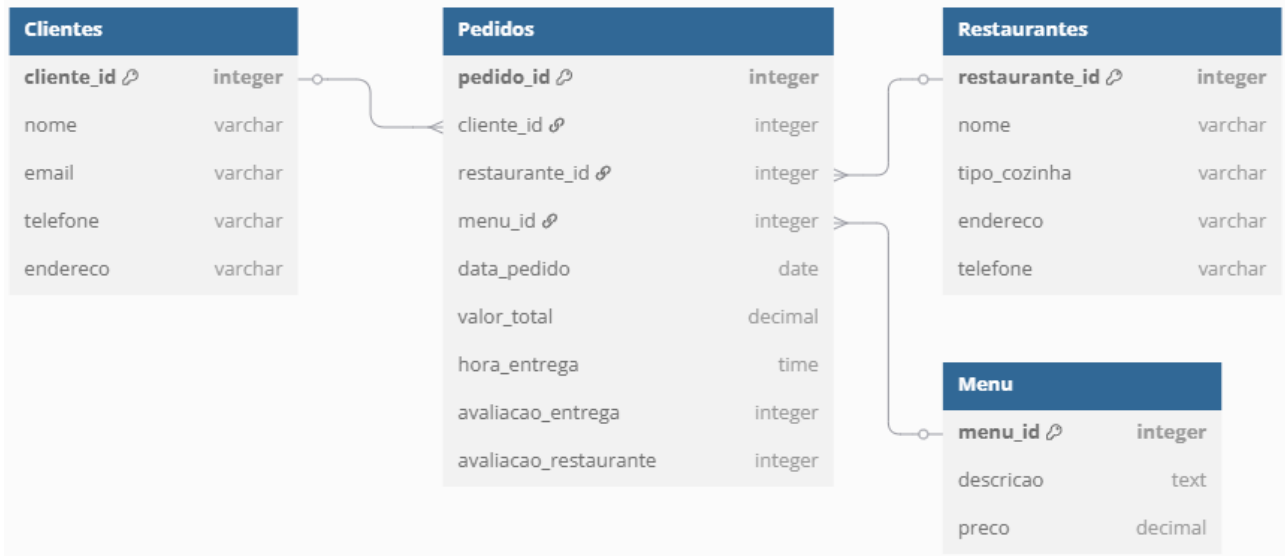 Clientes
cliente_id integer
nome varchar
email varchar
telefone varchar
endereco varchar
Pedidos
pedido_id integer
cliente_id integer
restaurante_id integer
menu_id integer
data_pedido date
valor_total decimal
hora_entrega time
avaliacao_entrega integer
avaliacao_restaurante integer
Restaurantes
restaurante_id integer
nome varchar
tipo_cozinha varchar
endereco varchar
telefone varchar
Menu
menu_id integer
descricao text
preco decimal